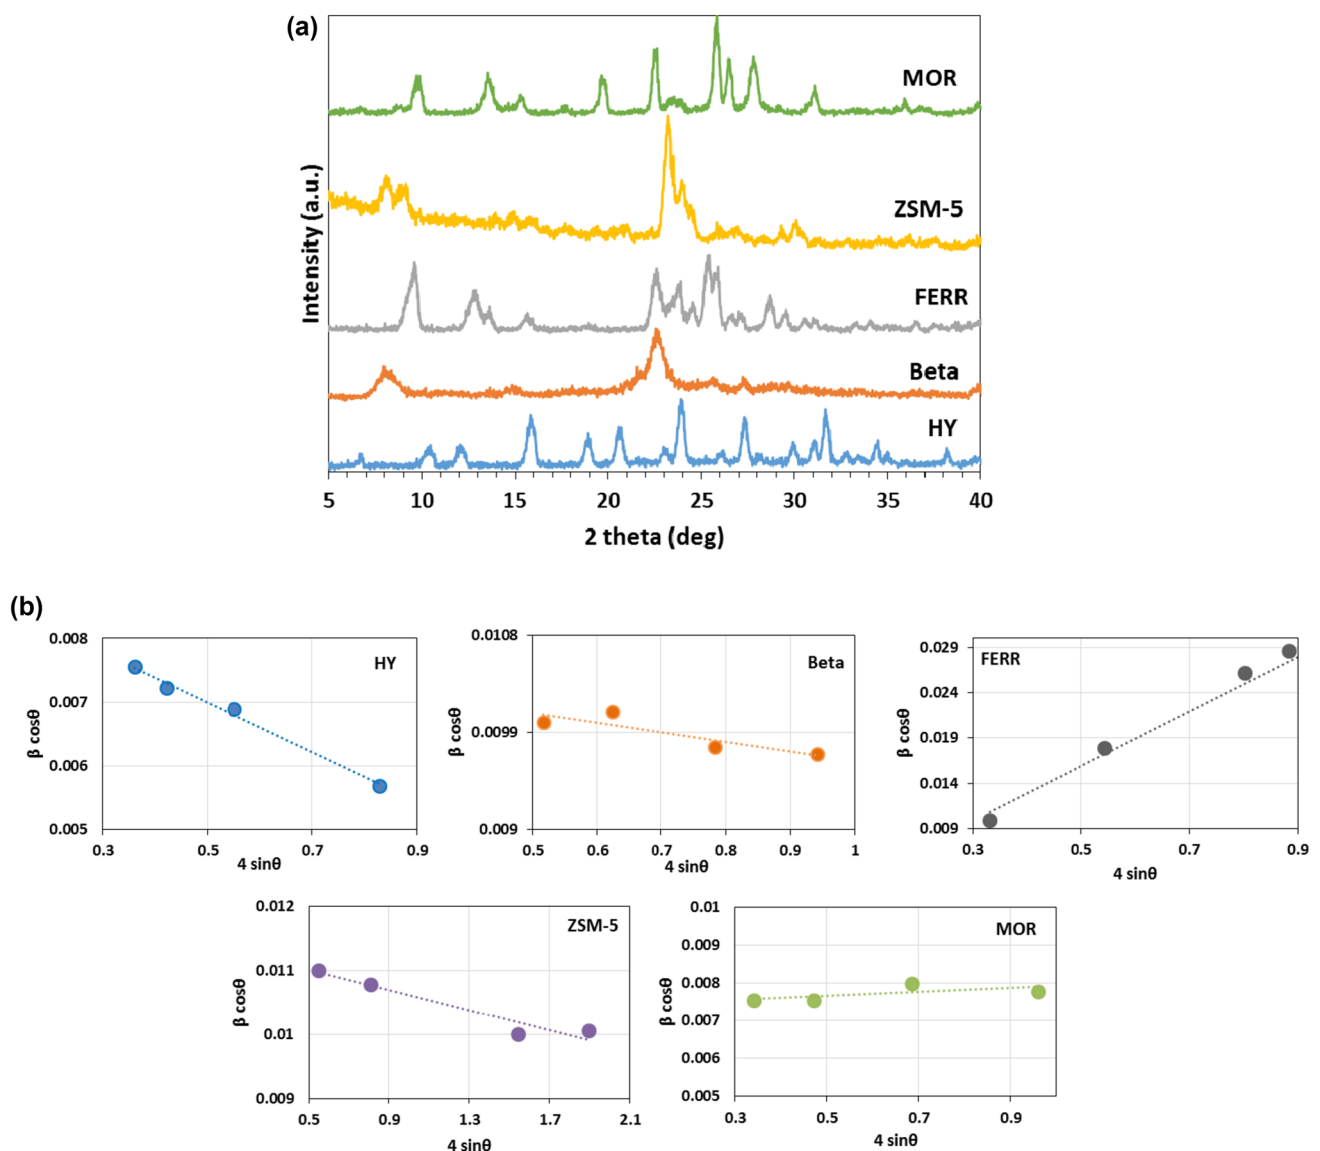 (a)
MOR
ZSM-5
FERR
Beta
HY
Intensity (a.u.)
5 10 15 20 25 30 35 40
2 theta (deg)
(b)
HY
0.008
0.007
0.006
0.005
β cosθ
0.3 0.5 0.7 0.9
4 sinθ
Beta
0.0108
0.0099
0.009
β cosθ
0.5 0.6 0.7 0.8 0.9 1
4 sinθ
FERR
0.029
0.024
0.019
0.014
0.009
β cosθ
0.3 0.5 0.7 0.9
4 sinθ
ZSM-5
0.012
0.011
0.01
0.009
β cosθ
0.5 0.9 1.3 1.7 2.1
4 sinθ
MOR
0.01
0.009
0.008
0.007
0.006
0.005
β cosθ
0.3 0.5 0.7 0.9
4 sinθ